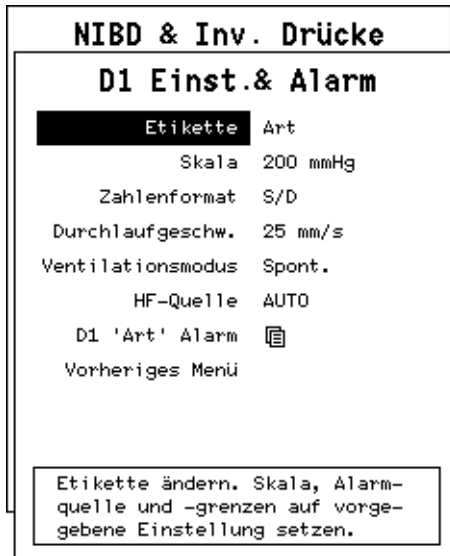 NIBD & Inv. Drücke
D1 Einst.& Alarm
Etikette Art
Skala 200 mmHg
Zahlenformat S/D
Durchlaufgeschw. 25 mm/s
Ventilationsmodus Spont.
HF-Quelle AUTO
D1 'Art' Alarm
Vorheriges Menü
Etikette ändern. Skala, Alarm-
quelle und -grenzen auf vorge-
gebene Einstellung setzen.